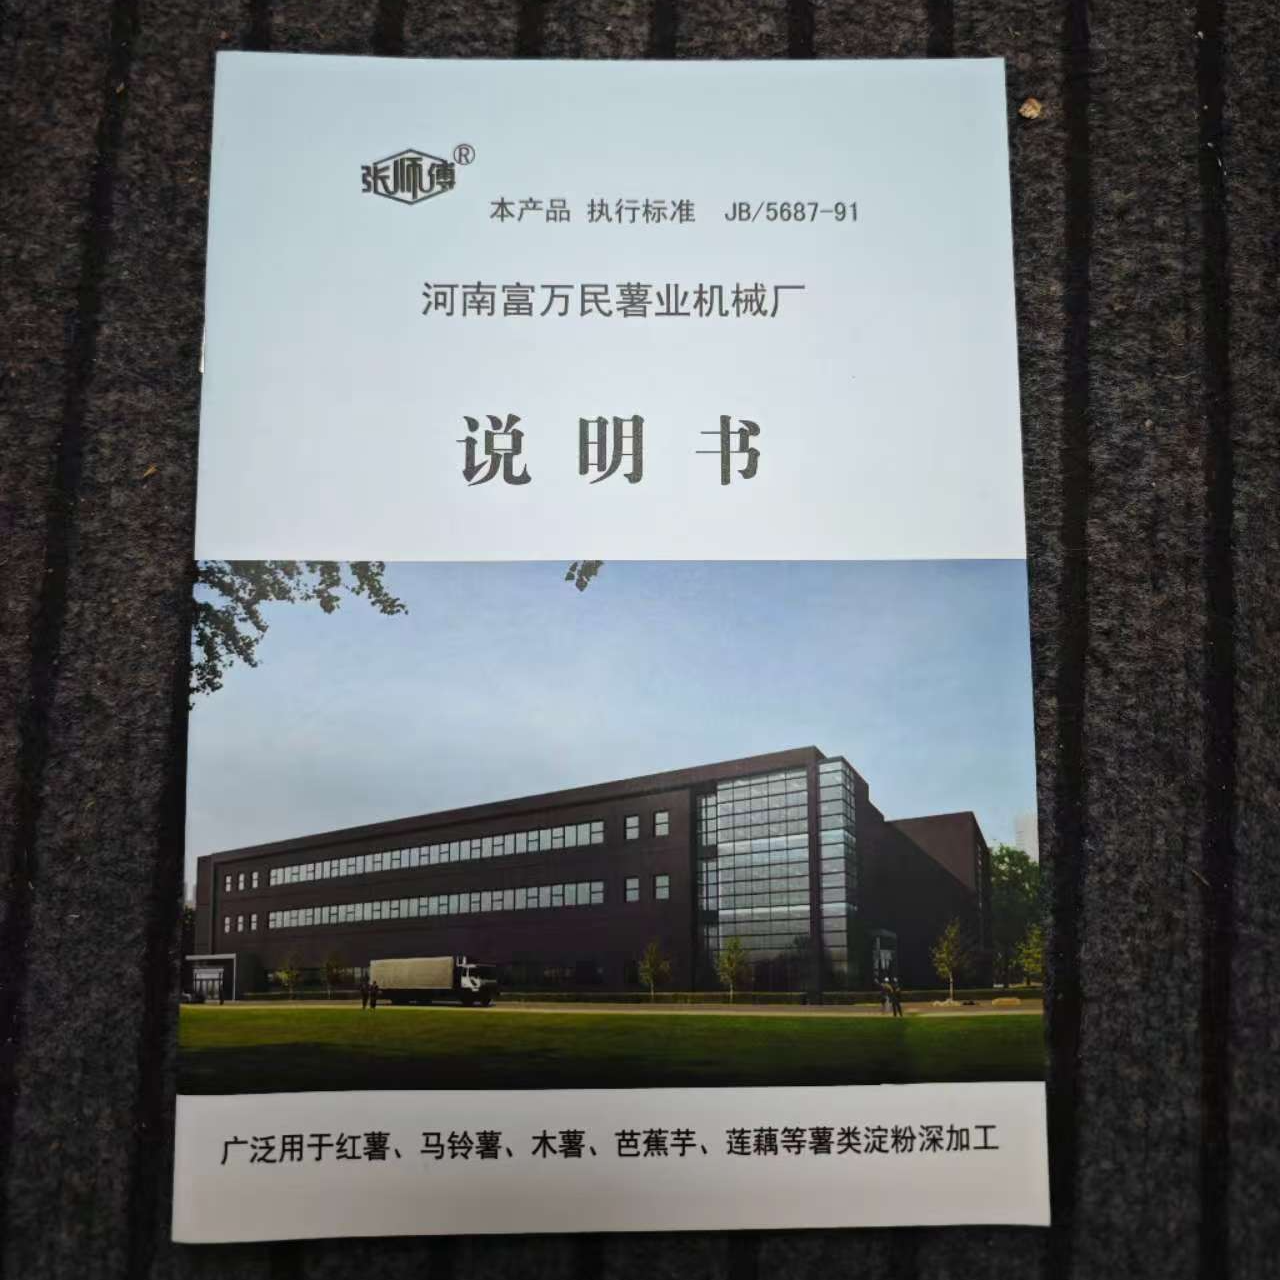 张师傅®
本产品 执行标准 JB/5687-91
河南富万民薯业机械厂
说明书
广泛用于红薯、马铃薯、木薯、芭蕉芋、莲藕等薯类淀粉深加工